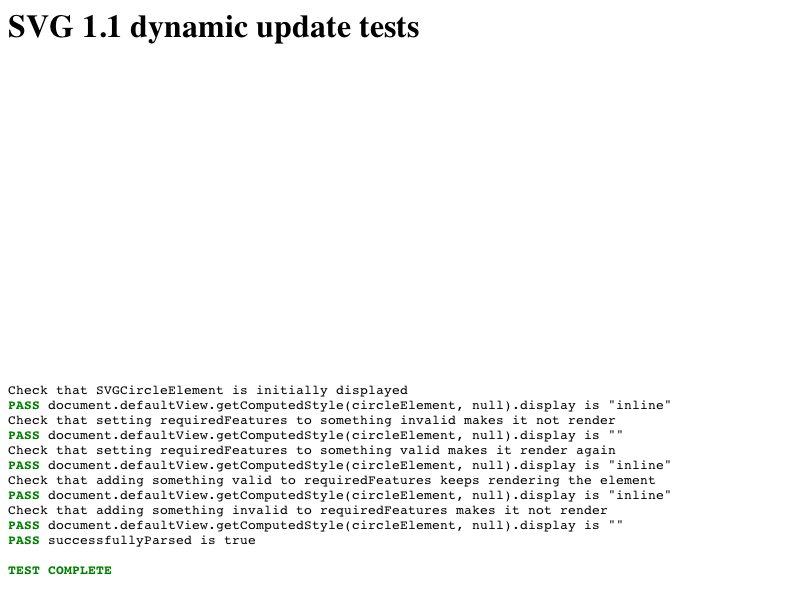 SVG 1.1 dynamic update tests
Check that SVGCircleElement is initially displayed
PASS document.defaultView.getComputedStyle(circleElement, null).display is "inline"
Check that setting requiredFeatures to something invalid makes it not render
PASS document.defaultView.getComputedStyle(circleElement, null).display is ""
Check that setting requiredFeatures to something valid makes it render again
PASS document.defaultView.getComputedStyle(circleElement, null).display is "inline"
Check that adding something valid to requiredFeatures keeps rendering the element
PASS document.defaultView.getComputedStyle(circleElement, null).display is "inline"
Check that adding something invalid to requiredFeatures makes it not render
PASS document.defaultView.getComputedStyle(circleElement, null).display is ""
PASS successfullyParsed is true
TEST COMPLETE